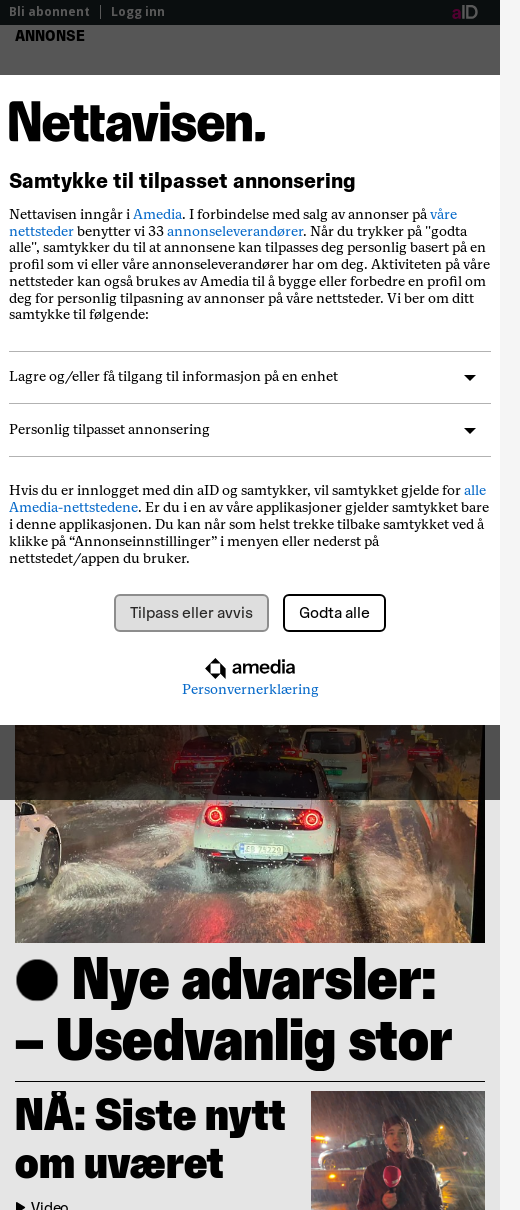 Bli abonnent | Logg inn
aID
ANNONSE
Nettavisen.
Samtykke til tilpasset annonsering
Nettavisen inngår i Amedia. I forbindelse med salg av annonser på våre
nettsteder benytter vi 33 annonseleverandører. Når du trykker på "godta
alle", samtykker du til at annonsene kan tilpasses deg personlig basert på en
profil som vi eller våre annonseleverandører har om deg. Aktiviteten på våre
nettsteder kan også brukes av Amedia til å bygge eller forbedre en profil om
deg for personlig tilpasning av annonser på våre nettsteder. Vi ber om ditt
samtykke til følgende:
Lagre og/eller få tilgang til informasjon på en enhet
Personlig tilpasset annonsering
Hvis du er innlogget med din aID og samtykker, vil samtykket gjelde for alle
Amedia-nettstedene. Er du i en av våre applikasjoner gjelder samtykket bare
i denne applikasjonen. Du kan når som helst trekke tilbake samtykket ved å
klikke på “Annonseinnstillinger” i menyen eller nederst på
nettstedet/appen du bruker.
Tilpass eller avvis
Godta alle
amedia
Personvernerklæring
Nye advarsler:
– Usedvanlig stor
NÅ: Siste nytt
om uværet
Video